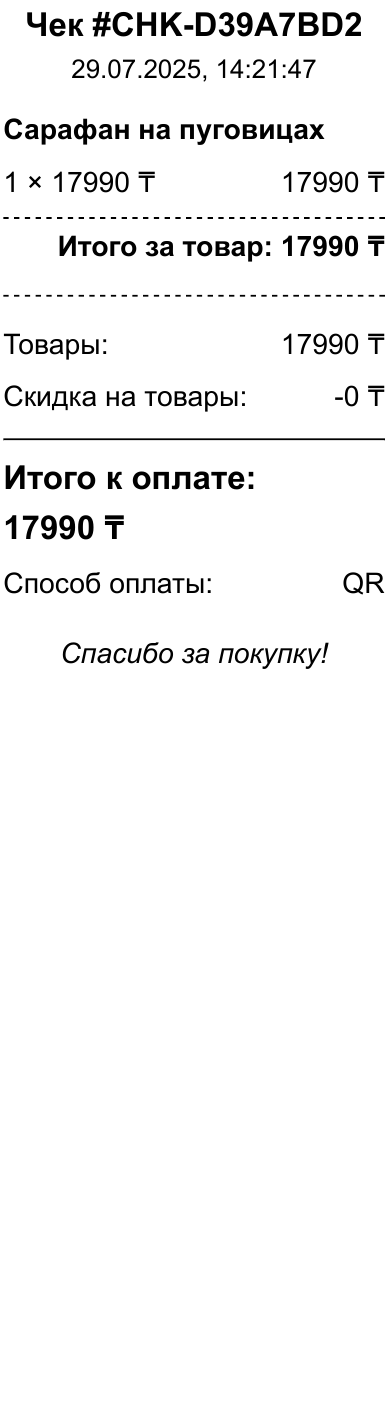 Чек #CHK-D39A7BD2
29.07.2025, 14:21:47
Сарафан на пуговицах
1 × 17990 ₸ 17990 ₸
Итого за товар: 17990 ₸
Товары: 17990 ₸
Скидка на товары: -0 ₸
Итого к оплате:
17990 ₸
Способ оплаты: QR
Спасибо за покупку!